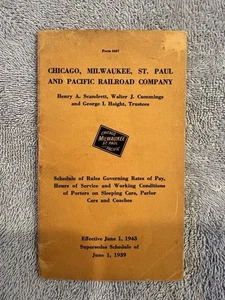 Form 2627
CHICAGO, MILWAUKEE, ST. PAUL
AND PACIFIC RAILROAD COMPANY
Henry A. Scandrett, Walter J. Cummings
and George I. Haight, Trustees
CHICAGO
MILWAUKEE
ST. PAUL
AND
PACIFIC
Schedule of Rules Governing Rates of Pay,
Hours of Service and Working Conditions
of Porters on Sleeping Cars, Parlor
Cars and Coaches
Effective June 1, 1943
Supersedes Schedule of
June 1, 1939